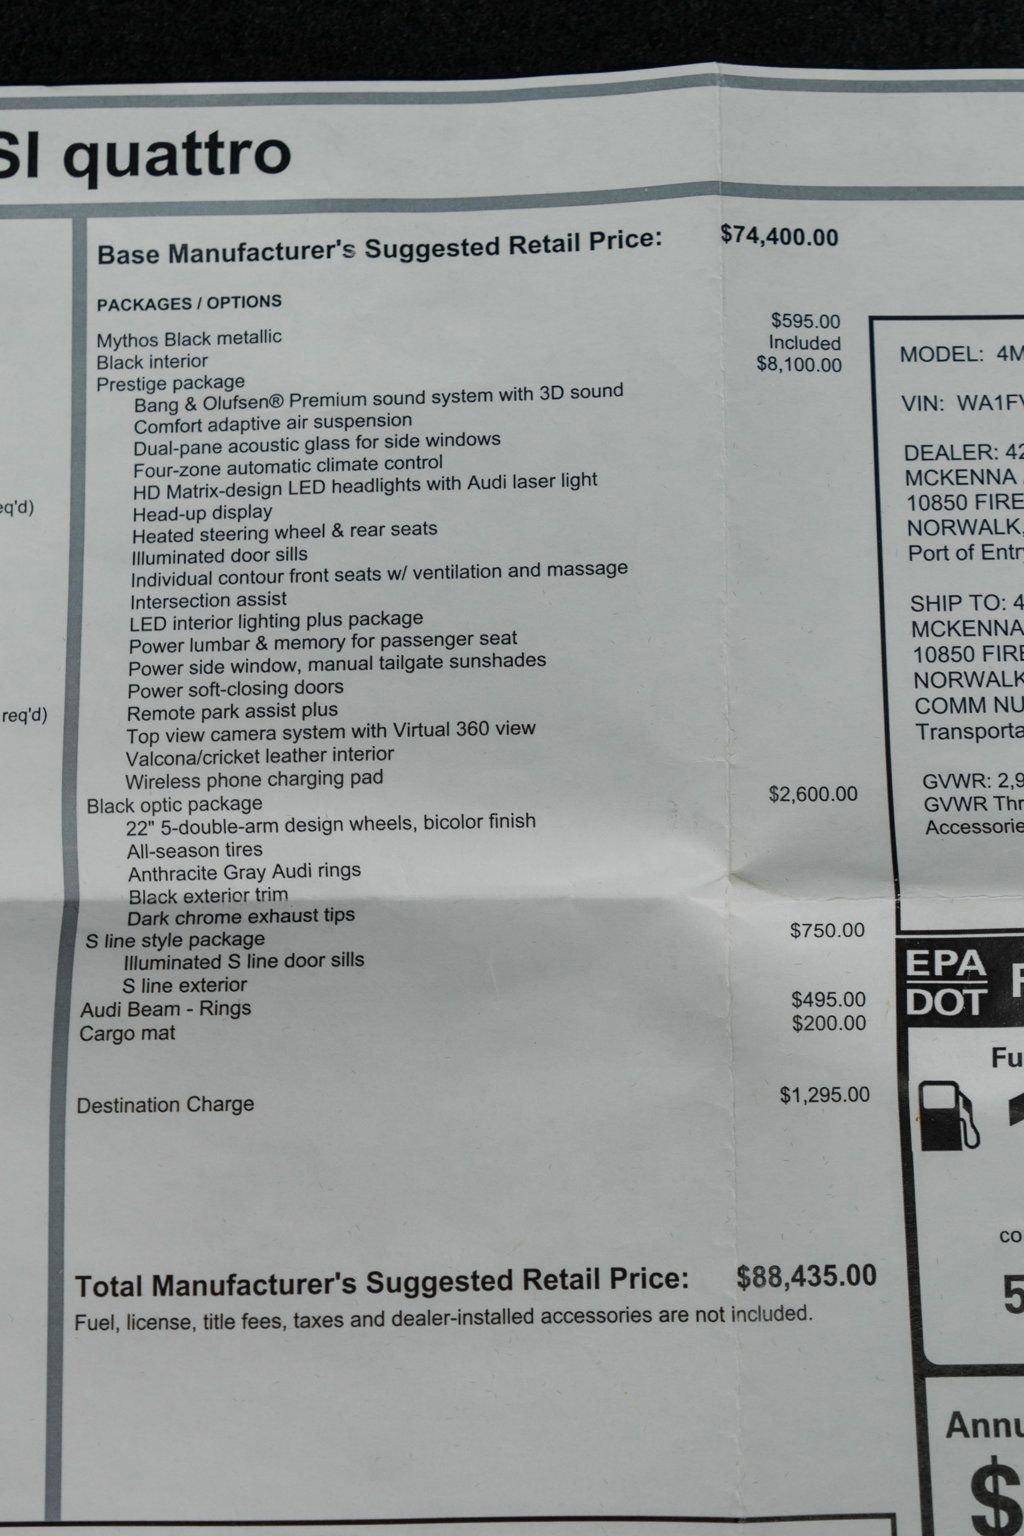 SI quattro
Base Manufacturer's Suggested Retail Price: $74,400.00
PACKAGES / OPTIONS
Mythos Black metallic $595.00
Black interior Included
Prestige package $8,100.00
Bang & Olufsen® Premium sound system with 3D sound
Comfort adaptive air suspension
Dual-pane acoustic glass for side windows
Four-zone automatic climate control
HD Matrix-design LED headlights with Audi laser light
Head-up display
Heated steering wheel & rear seats
Illuminated door sills
Individual contour front seats w/ ventilation and massage
Intersection assist
LED interior lighting plus package
Power lumbar & memory for passenger seat
Power side window, manual tailgate sunshades
Power soft-closing doors
Remote park assist plus
Top view camera system with Virtual 360 view
Valcona/cricket leather interior
Wireless phone charging pad
Black optic package $2,600.00
22" 5-double-arm design wheels, bicolor finish
All-season tires
Anthracite Gray Audi rings
Black exterior trim
Dark chrome exhaust tips
S line style package $750.00
Illuminated S line door sills
S line exterior
Audi Beam - Rings $495.00
Cargo mat $200.00
Destination Charge $1,295.00
Total Manufacturer's Suggested Retail Price: $88,435.00
Fuel, license, title fees, taxes and dealer-installed accessories are not included.
eq'd)
req'd)
MODEL: 4M
VIN: WA1FV
DEALER: 42
MCKENNA
10850 FIRE
NORWALK,
Port of Entry
SHIP TO: 4
MCKENNA
10850 FIRE
NORWALK
COMM NU
Transporta
GVWR: 2,9
GVWR Thr
Accessorie
EPA
DOT
Fu
co
5
Annu
$